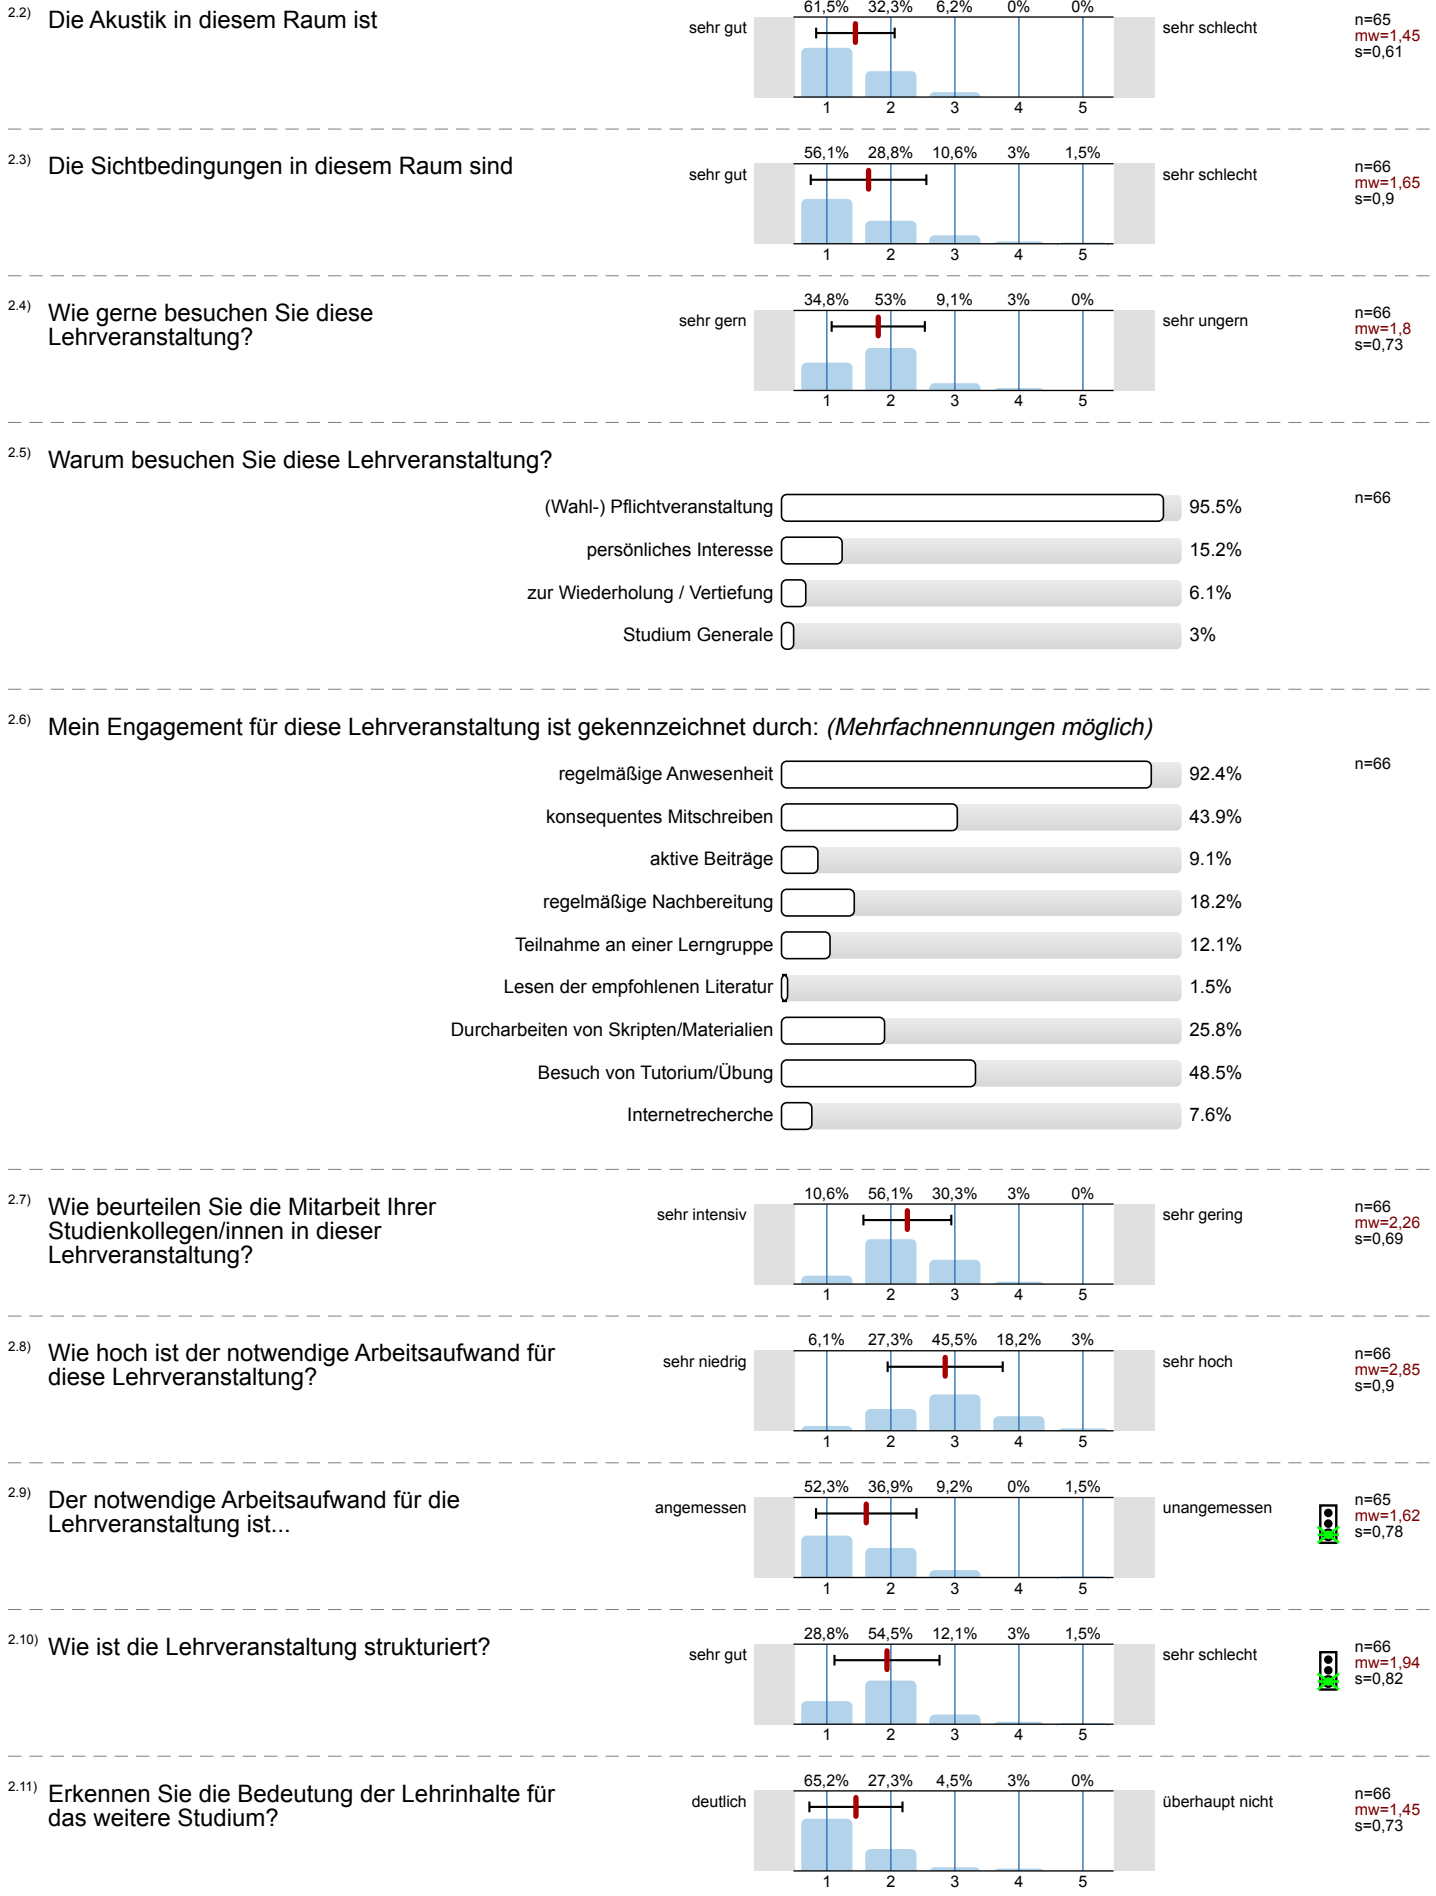 2.2) Die Akustik in diesem Raum ist
61,5% 32,3% 6,2% 0% 0%
sehr gut sehr schlecht
n=65
mw=1,45
s=0,61
1 2 3 4 5
2.3) Die Sichtbedingungen in diesem Raum sind
56,1% 28,8% 10,6% 3% 1,5%
sehr gut sehr schlecht
n=66
mw=1,65
s=0,9
1 2 3 4 5
2.4) Wie gerne besuchen Sie diese
Lehrveranstaltung?
34,8% 53% 9,1% 3% 0%
sehr gern sehr ungern
n=66
mw=1,8
s=0,73
1 2 3 4 5
2.5) Warum besuchen Sie diese Lehrveranstaltung?
(Wahl-) Pflichtveranstaltung 95.5% n=66
persönliches Interesse 15.2%
zur Wiederholung / Vertiefung 6.1%
Studium Generale 3%
2.6) Mein Engagement für diese Lehrveranstaltung ist gekennzeichnet durch: (Mehrfachnennungen möglich)
regelmäßige Anwesenheit 92.4% n=66
konsequentes Mitschreiben 43.9%
aktive Beiträge 9.1%
regelmäßige Nachbereitung 18.2%
Teilnahme an einer Lerngruppe 12.1%
Lesen der empfohlenen Literatur 1.5%
Durcharbeiten von Skripten/Materialien 25.8%
Besuch von Tutorium/Übung 48.5%
Internetrecherche 7.6%
2.7) Wie beurteilen Sie die Mitarbeit Ihrer
Studienkollegen/innen in dieser
Lehrveranstaltung?
10,6% 56,1% 30,3% 3% 0%
sehr intensiv sehr gering
n=66
mw=2,26
s=0,69
1 2 3 4 5
2.8) Wie hoch ist der notwendige Arbeitsaufwand für
diese Lehrveranstaltung?
6,1% 27,3% 45,5% 18,2% 3%
sehr niedrig sehr hoch
n=66
mw=2,85
s=0,9
1 2 3 4 5
2.9) Der notwendige Arbeitsaufwand für die
Lehrveranstaltung ist...
52,3% 36,9% 9,2% 0% 1,5%
angemessen unangemessen
n=65
mw=1,62
s=0,78
1 2 3 4 5
2.10) Wie ist die Lehrveranstaltung strukturiert?
28,8% 54,5% 12,1% 3% 1,5%
sehr gut sehr schlecht
n=66
mw=1,94
s=0,82
1 2 3 4 5
2.11) Erkennen Sie die Bedeutung der Lehrinhalte für
das weitere Studium?
65,2% 27,3% 4,5% 3% 0%
deutlich überhaupt nicht
n=66
mw=1,45
s=0,73
1 2 3 4 5